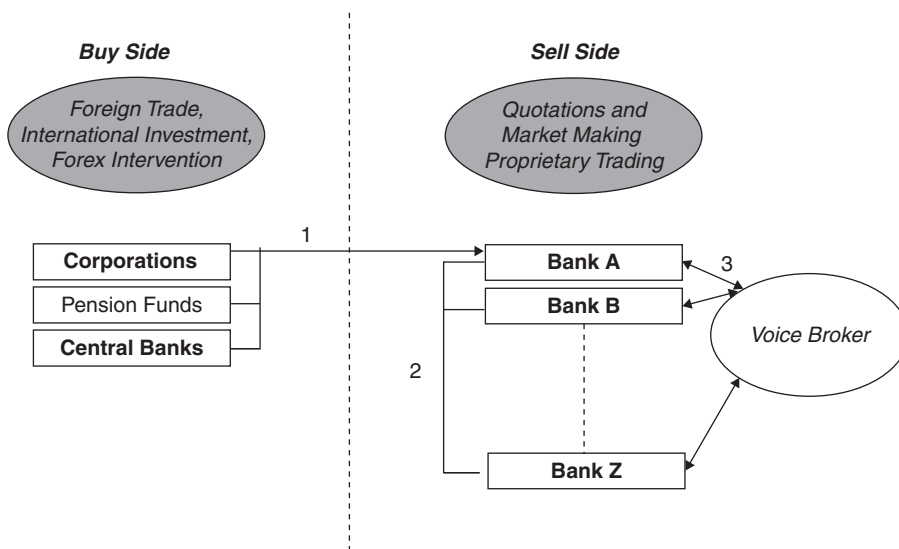 Buy Side
Foreign Trade,
International Investment,
Forex Intervention
Sell Side
Quotations and
Market Making
Proprietary Trading
1
Corporations
Pension Funds
Central Banks
Bank A
Bank B
2
Bank Z
3
Voice Broker